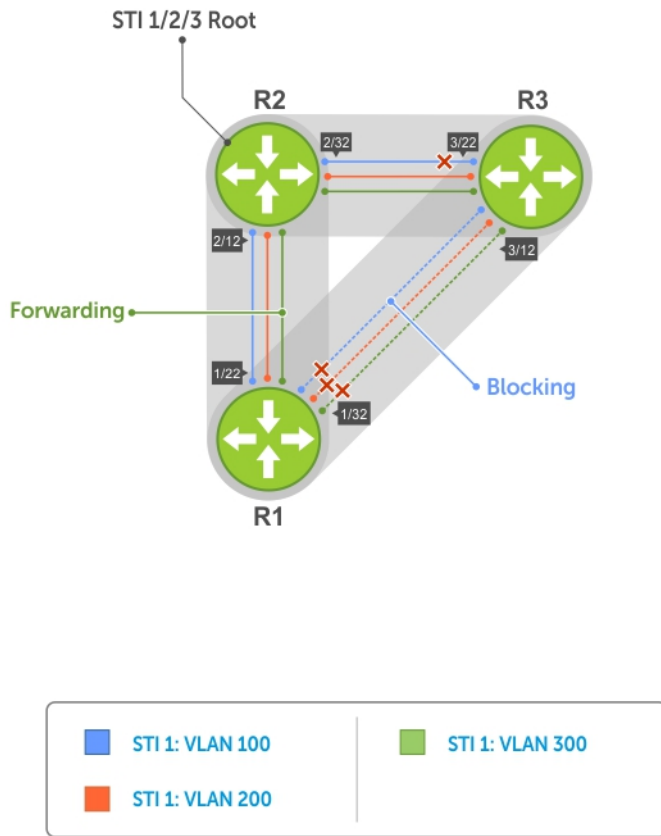 STI 1/2/3 Root
R2
R3
2/32
3/22
2/12
3/12
Forwarding
1/22
Blocking
1/32
R1
STI 1: VLAN 100
STI 1: VLAN 300
STI 1: VLAN 200